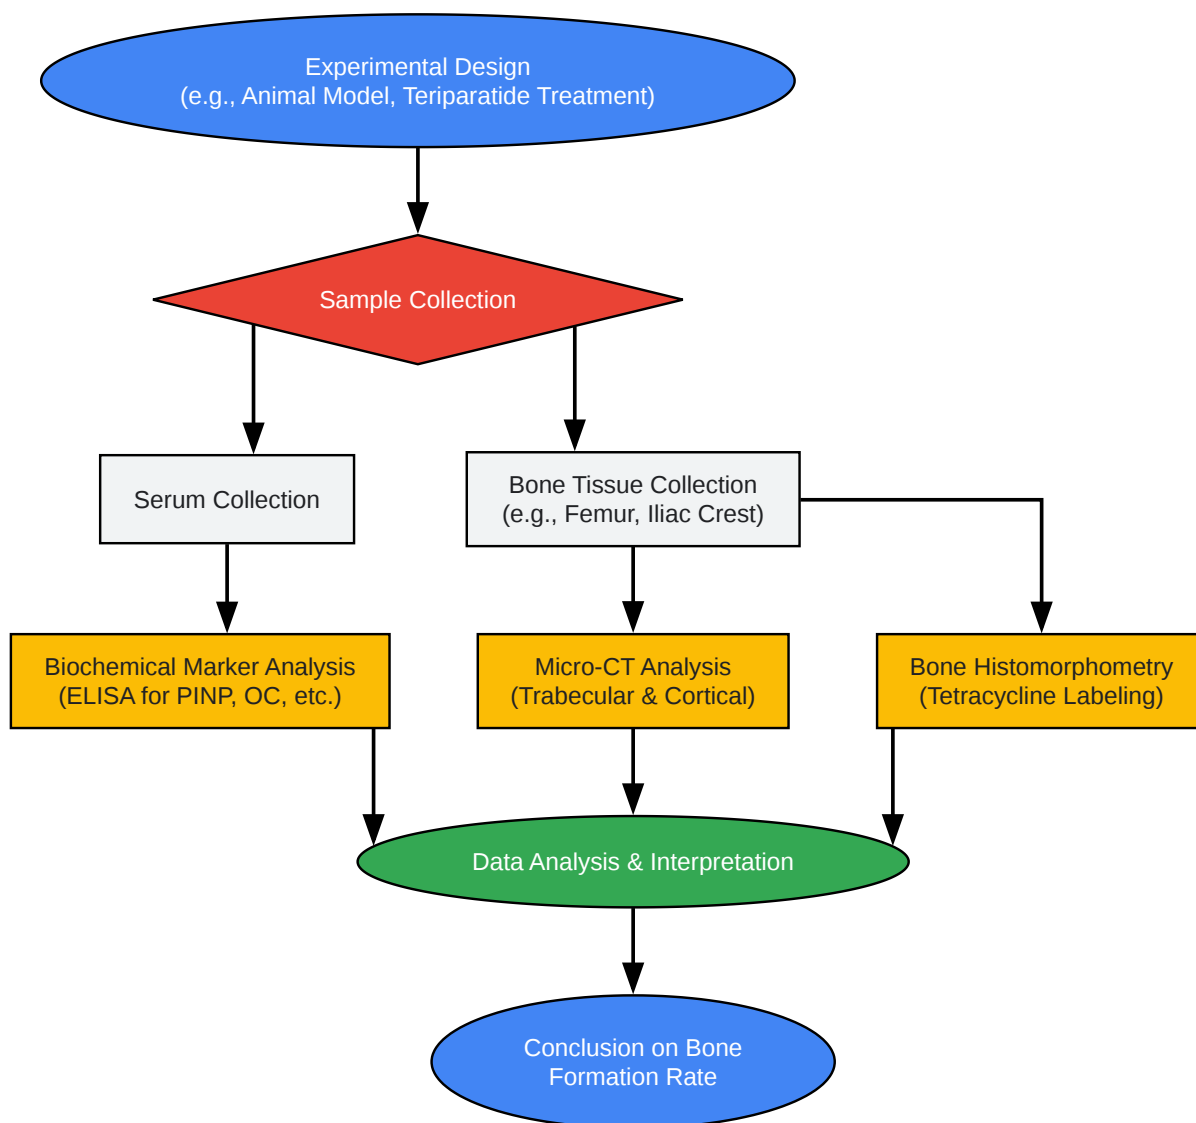 Experimental Design
(e.g., Animal Model, Teriparatide Treatment)
Sample Collection
Serum Collection
Bone Tissue Collection
(e.g., Femur, Iliac Crest)
Biochemical Marker Analysis
(ELISA for PINP, OC, etc.)
Micro-CT Analysis
(Trabecular & Cortical)
Bone Histomorphometry
(Tetracycline Labeling)
Data Analysis & Interpretation
Conclusion on Bone
Formation Rate